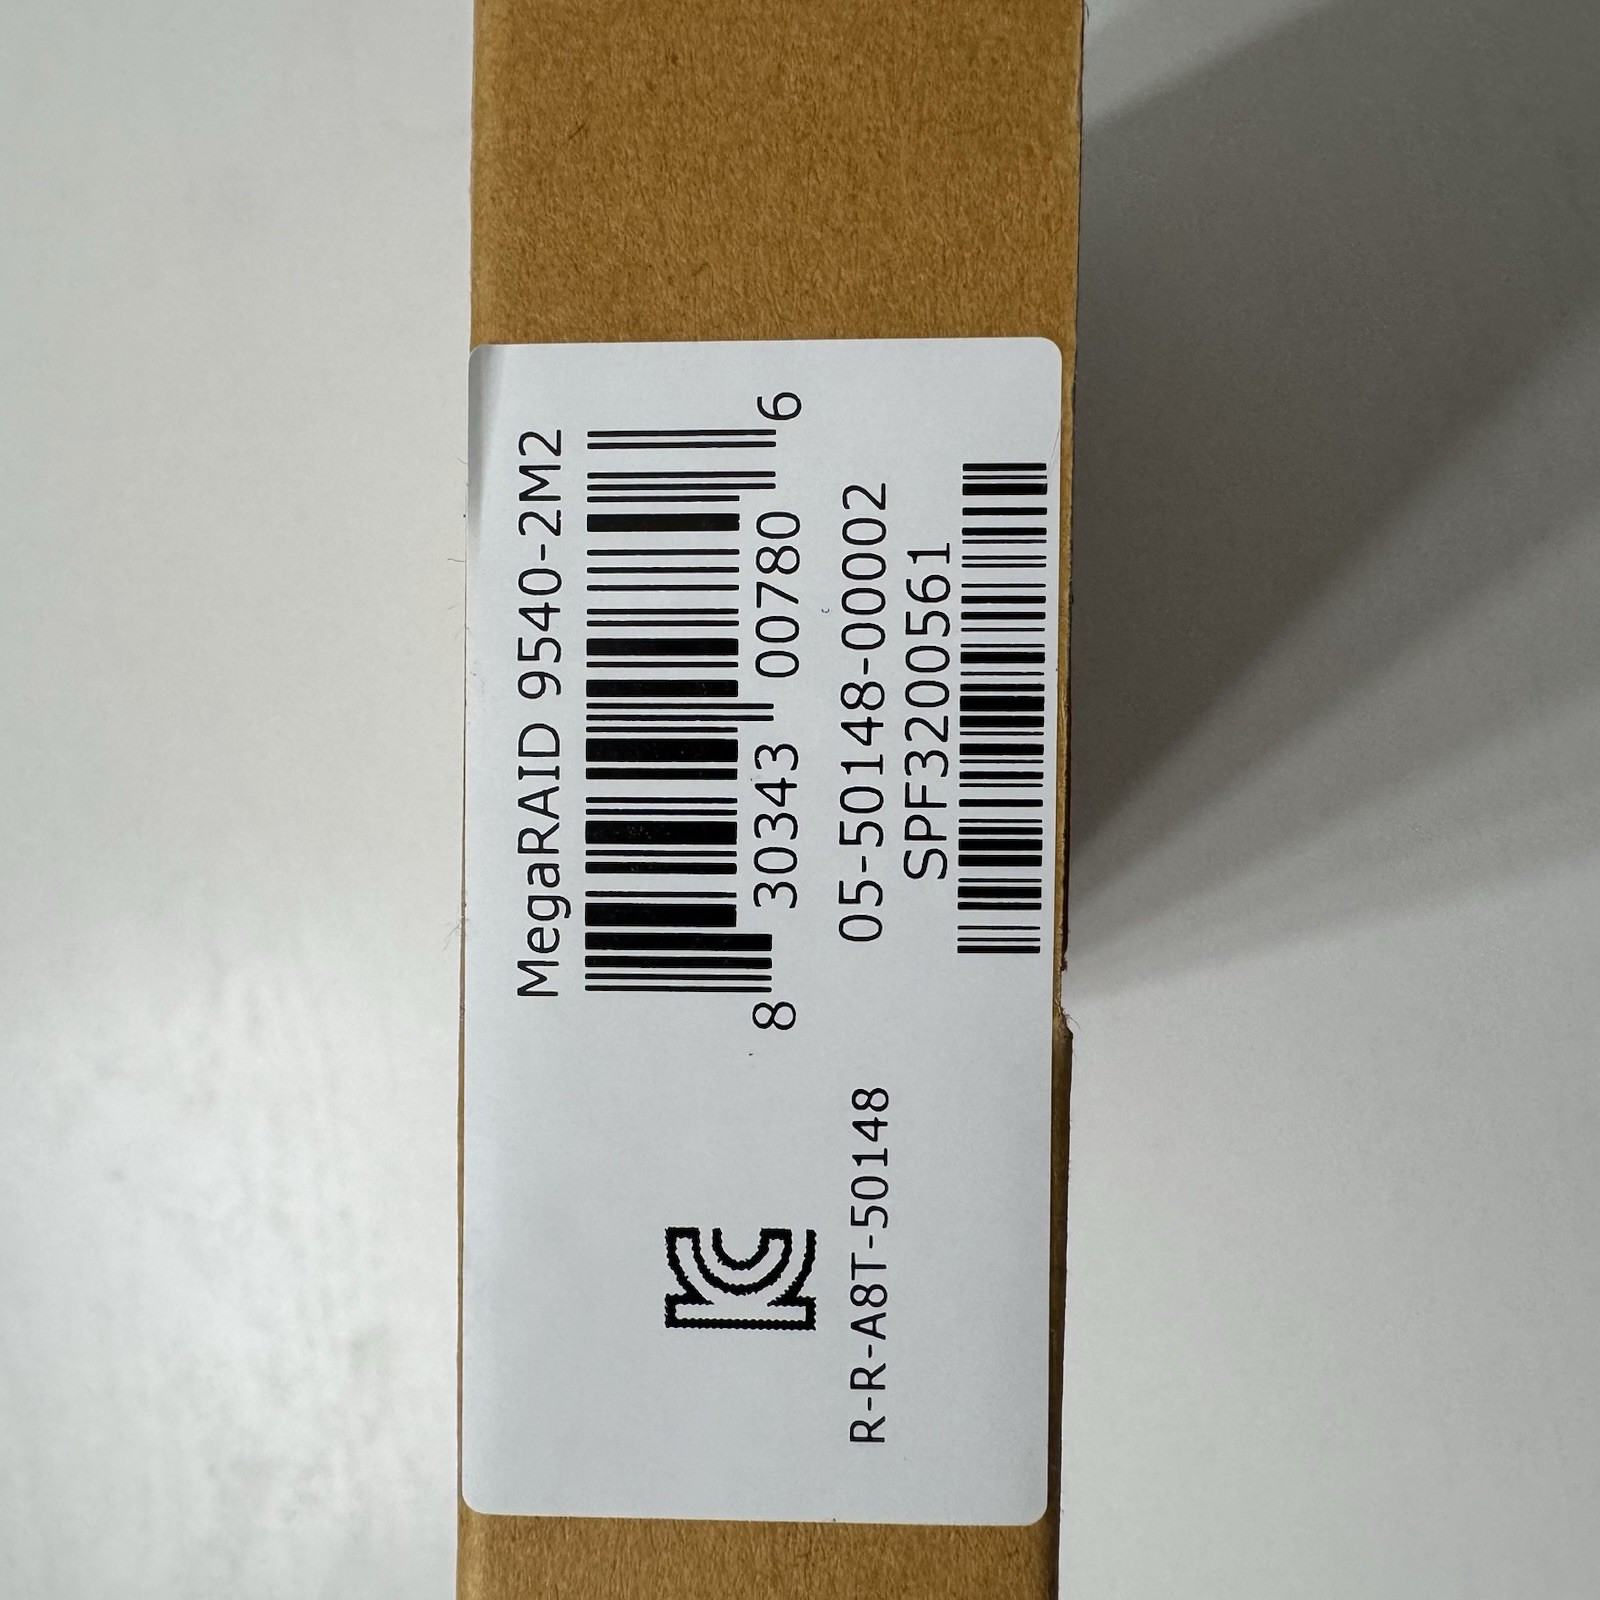 MegaRAID 9540-2M2
8 30343 00780 6
05-50148-00002
SPF3200561
R-R-A8T-50148